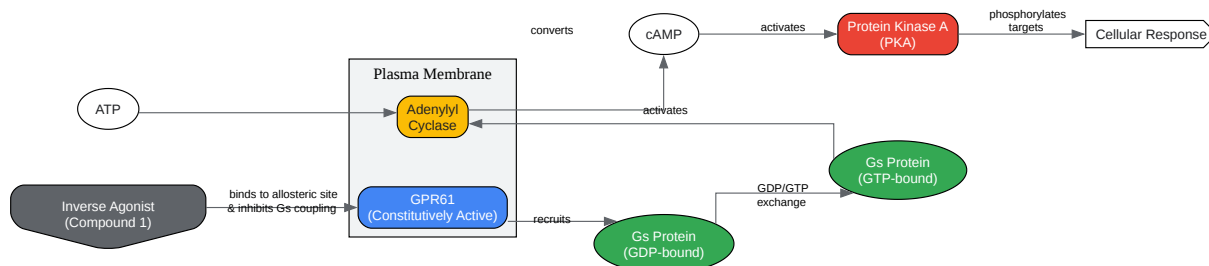 converts
cAMP
activates
Protein Kinase A
(PKA)
phosphorylates
targets
Cellular Response
Plasma Membrane
ATP
Adenylyl
Cyclase
activates
Gs Protein
(GTP-bound)
Inverse Agonist
(Compound 1)
binds to allosteric site
& inhibits Gs coupling
GPR61
(Constitutively Active)
recruits
GDP/GTP
exchange
Gs Protein
(GDP-bound)